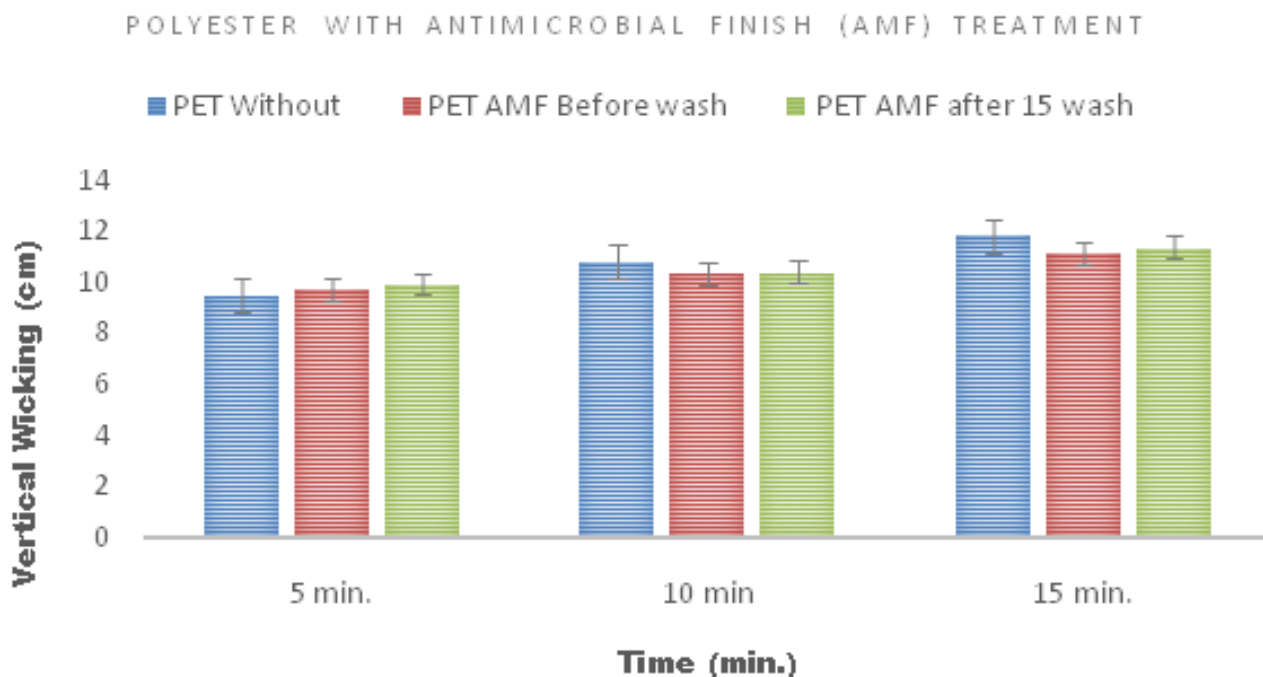 POLYESTER WITH ANTIMICROBIAL FINISH (AMF) TREATMENT
PET Without PET AMF Before wash PET AMF after 15 wash
Vertical Wicking (cm)
14
12
10
8
6
4
2
0
5 min. 10 min 15 min.
Time (min.)